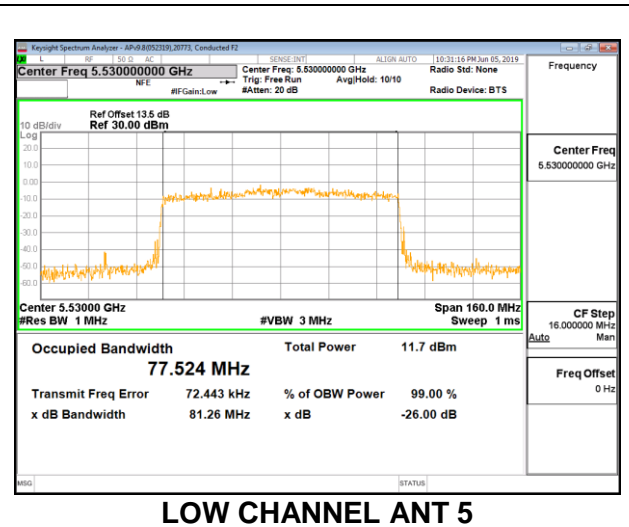 Keysight Spectrum Analyzer - APv9.8(052319),20773, Conducted F2
L RF 50 Ω AC SENSE:INT ALIGN AUTO 10:31:16 PM Jun 05, 2019
Center Freq 5.530000000 GHz
NFE
#IFGain:Low
Center Freq: 5.530000000 GHz
Trig: Free Run Avg|Hold: 10/10
#Atten: 20 dB
Radio Std: None
Radio Device: BTS
Frequency
Ref Offset 13.5 dB
10 dB/div Ref 30.00 dBm
Log
20.0
10.0
0.00
-10.0
-20.0
-30.0
-40.0
-50.0
-60.0
Center Freq
5.530000000 GHz
Center 5.53000 GHz Span 160.0 MHz
#Res BW 1 MHz #VBW 3 MHz Sweep 1 ms
CF Step
16.000000 MHz
Auto Man
Occupied Bandwidth Total Power 11.7 dBm
77.524 MHz
Transmit Freq Error 72.443 kHz % of OBW Power 99.00 %
x dB Bandwidth 81.26 MHz x dB -26.00 dB
Freq Offset
0 Hz
MSG STATUS
LOW CHANNEL ANT 5